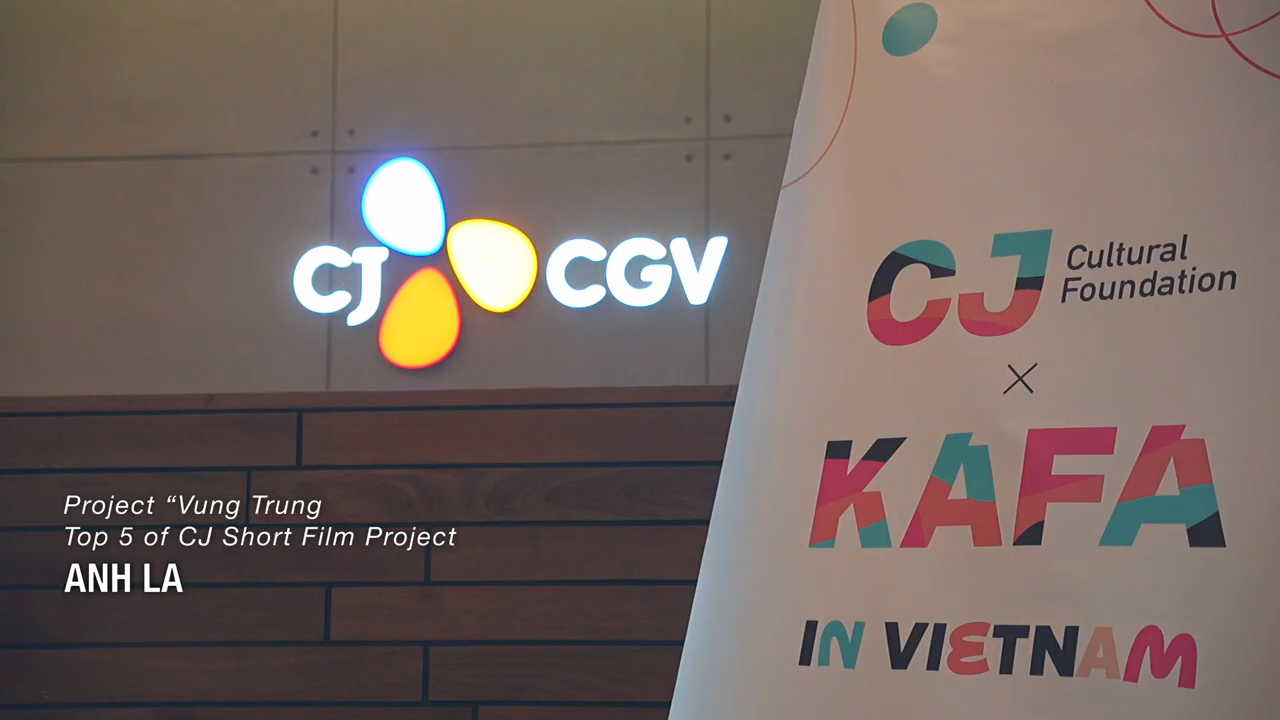 CJ CGV
CJ Cultural
Foundation
×
KAFA
IN VIETNAM
Project “Vung Trung
Top 5 of CJ Short Film Project
ANH LA